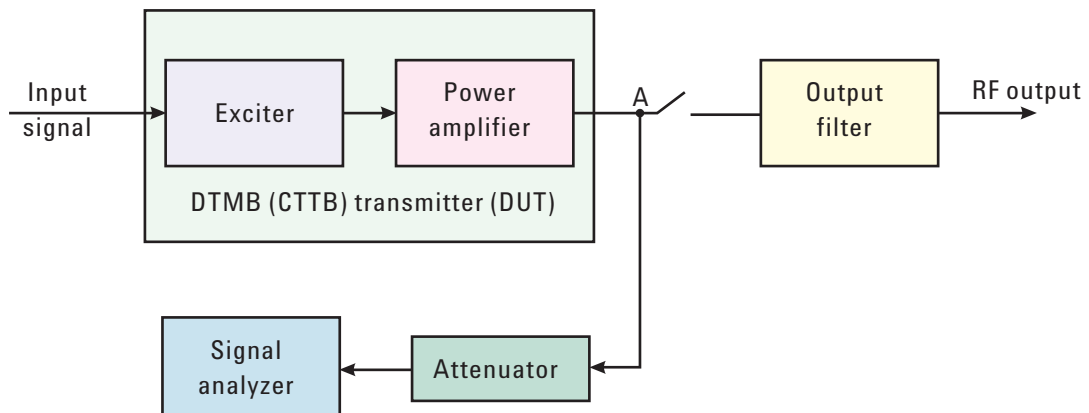 Input
signal
Exciter
Power
amplifier
A
Output
filter
RF output
DTMB (CTTB) transmitter (DUT)
Signal
analyzer
Attenuator